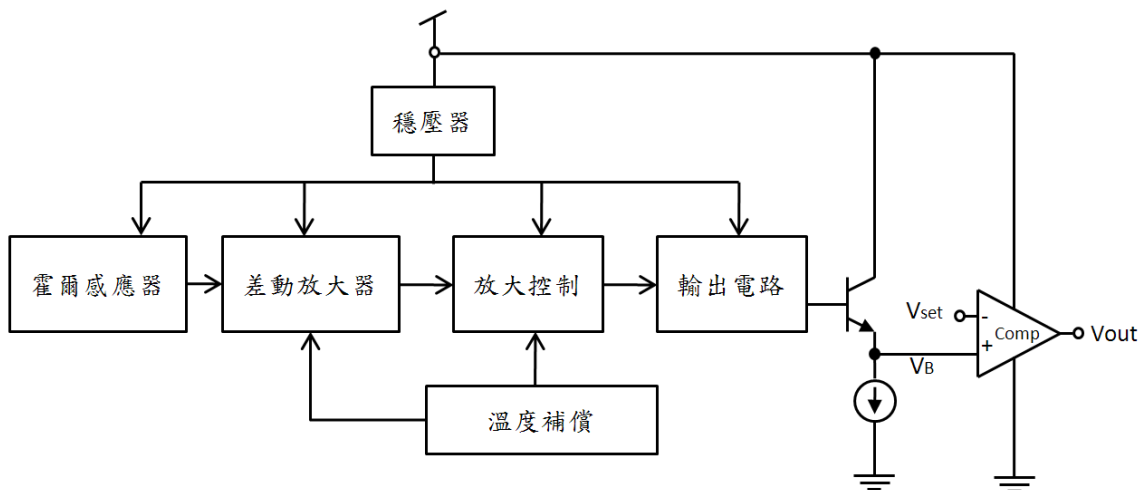 穩壓器
霍爾感應器
差動放大器
放大控制
輸出電路
溫度補償
Vset
-
+
Comp
VB
Vout